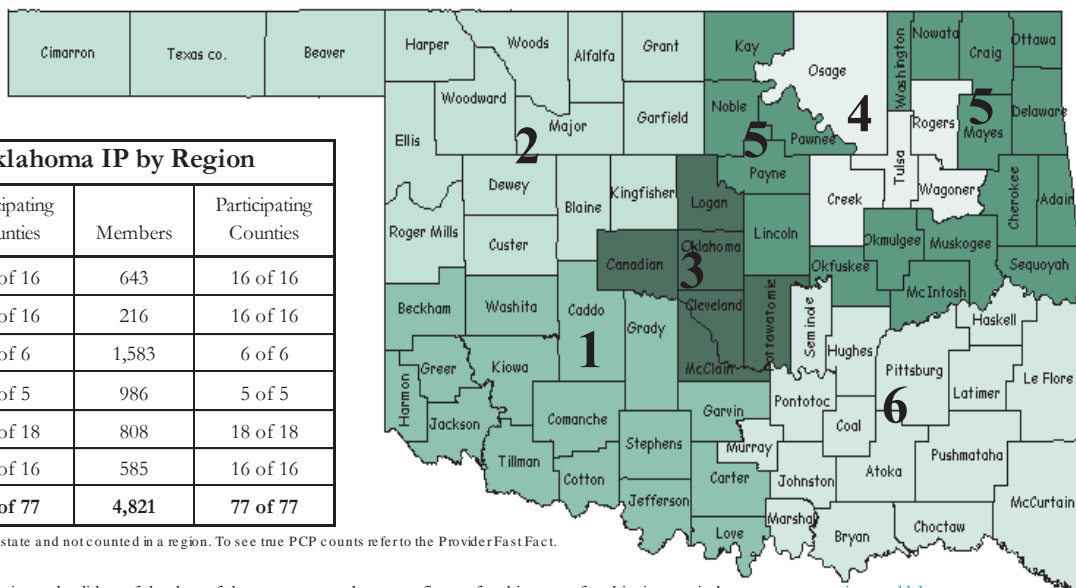 Cimarron
Texas co.
Beaver
Harper
Woods
Alfalfa
Grant
Kay
Osage
Washington
Nowata
Craig
Ottawa
Woodward
Ellis
Major
Garfield
Noble
Pawnee
Rogers
Mayes
Delaware
2
5
4
5
Dewey
Blaine
Kingfisher
Logan
Payne
Creek
Tulsa
Wagoner
Cherokee
Adair
Roger Mills
Custer
Canadian
Oklahoma
Lincoln
Okmulgee
Muskogee
Okfuskee
McIntosh
Sequoyah
3
Beckham
Washita
Caddo
Grady
Cleveland
Pottawatomie
Seminole
Hughes
Haskell
Pittsburg
Latimer
Le Flore
1
6
Greer
Kiowa
Harmon
Jackson
Comanche
McClain
Garvin
Pontotoc
Coal
Murray
Stephens
Tillman
Cotton
Carter
Johnston
Atoka
Pushmataha
McCurtain
Jefferson
Love
Marshal
Bryan
Choctaw
klahoma IP by Region
cipating Participating
unties Members Counties
of 16 643 16 of 16
of 16 216 16 of 16
of 6 1,583 6 of 6
of 5 986 5 of 5
of 18 808 18 of 18
of 16 585 16 of 16
of 77 4,821 77 of 77
state and not counted in a region. To see true PCP counts refer to the Provider Fast Fact.